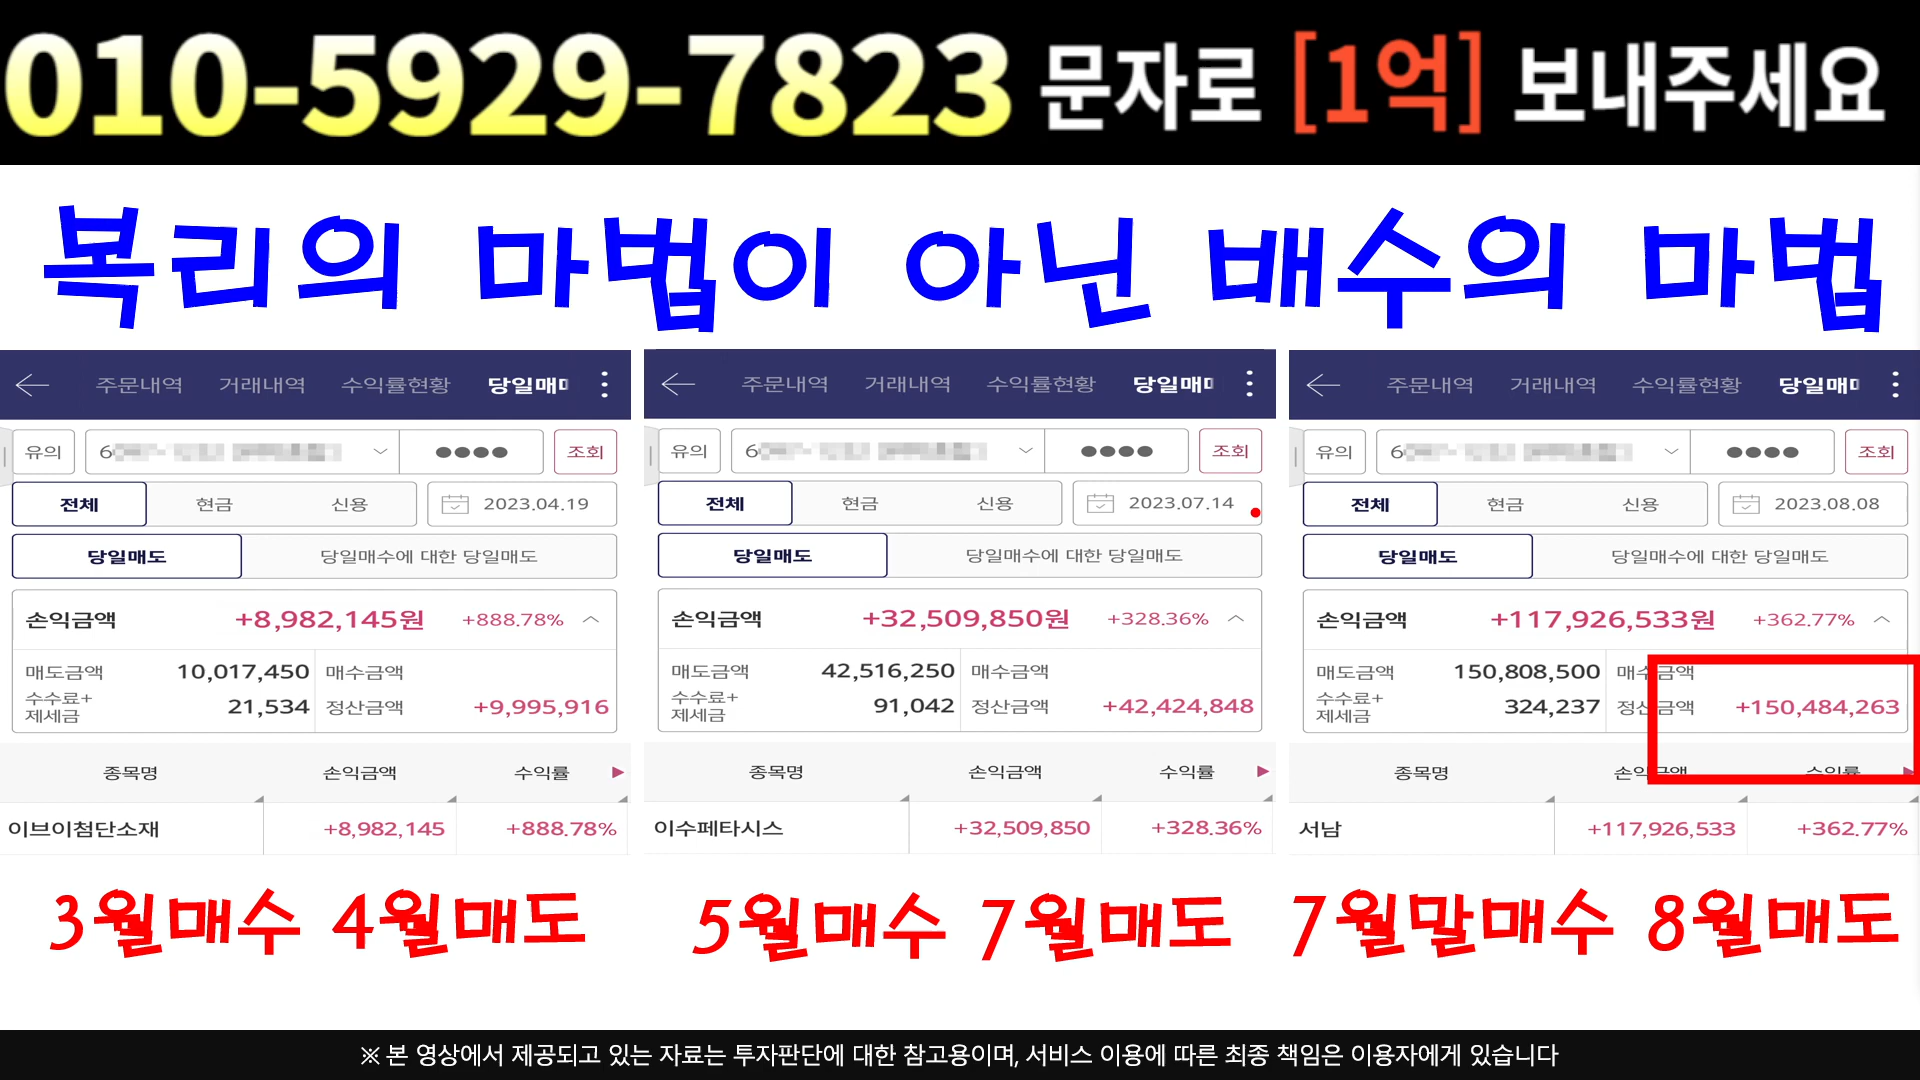 010-5929-7823 문자로 [1억] 보내주세요
복리의 마법이 아닌 배수의 마법
주문내역 거래내역 수익률현황 당일매
유의 6 ●●●● 조회
전체 현금 신용 2023.04.19
당일매도 당일매수에 대한 당일매도
손익금액 +8,982,145원 +888.78%
매도금액 10,017,450 매수금액
수수료+
제세금 21,534 정산금액 +9,995,916
종목명 손익금액 수익률
이브이첨단소재 +8,982,145 +888.78%
3월매수 4월매도
주문내역 거래내역 수익률현황 당일매
유의 6 ●●●● 조회
전체 현금 신용 2023.07.14
당일매도 당일매수에 대한 당일매도
손익금액 +32,509,850원 +328.36%
매도금액 42,516,250 매수금액
수수료+
제세금 91,042 정산금액 +42,424,848
종목명 손익금액 수익률
이수페타시스 +32,509,850 +328.36%
5월매수 7월매도
주문내역 거래내역 수익률현황 당일매
유의 6 ●●●● 조회
전체 현금 신용 2023.08.08
당일매도 당일매수에 대한 당일매도
손익금액 +117,926,533원 +362.77%
매도금액 150,808,500 매수금액
수수료+
제세금 324,237 정산금액 +150,484,263
종목명 손익금액 수익률
서남 +117,926,533 +362.77%
7월말매수 8월매도
※ 본 영상에서 제공되고 있는 자료는 투자판단에 대한 참고용이며, 서비스 이용에 따른 최종 책임은 이용자에게 있습니다